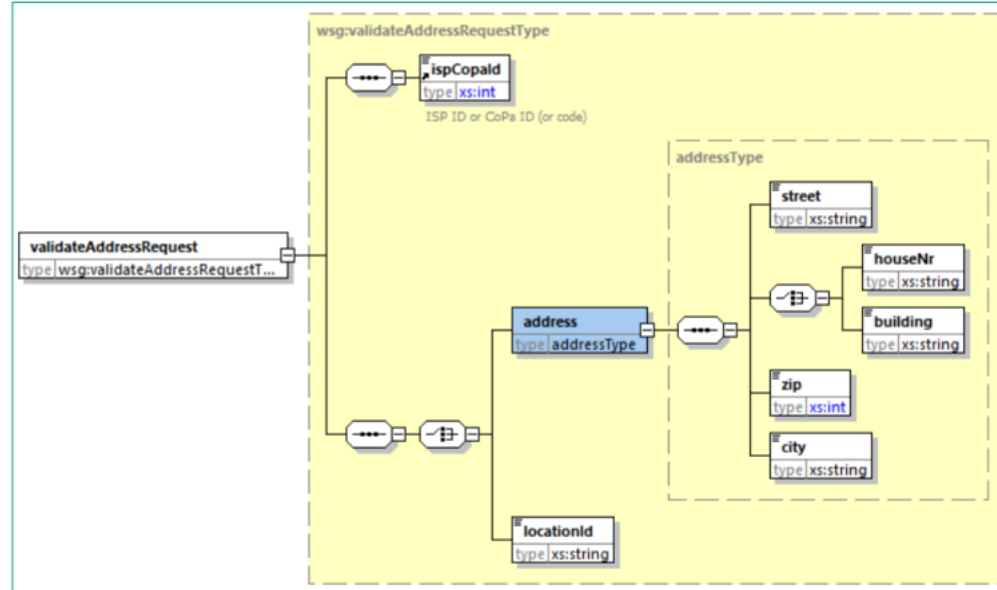 wsg:validateAddressRequestType
ispCopaId
type xs:int
ISP ID or CoPa ID (or code)
addressType
street
type xs:string
validateAddressRequest
type wsg:validateAddressRequestT...
houseNr
type xs:string
address
type addressType
building
type xs:string
zip
type xs:int
city
type xs:string
locationId
type xs:string